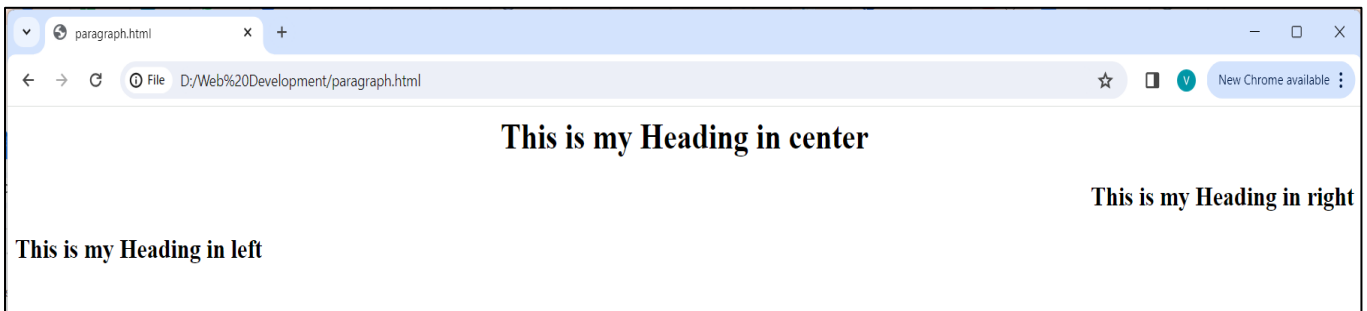 paragraph.html
File D:/Web%20Development/paragraph.html V New Chrome available
This is my Heading in center
This is my Heading in right
This is my Heading in left